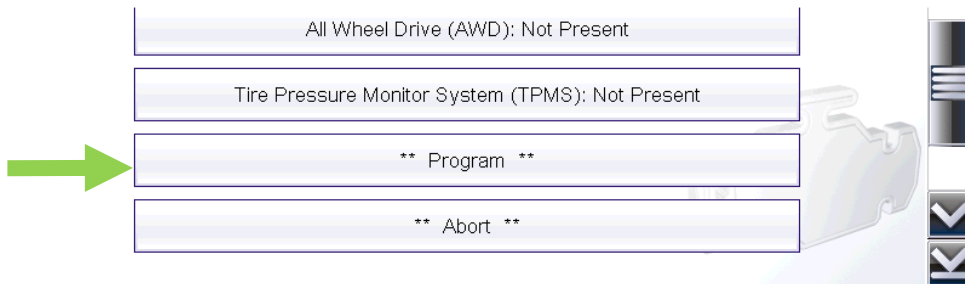 All Wheel Drive (AWD): Not Present
Tire Pressure Monitor System (TPMS): Not Present
** Program **
** Abort **